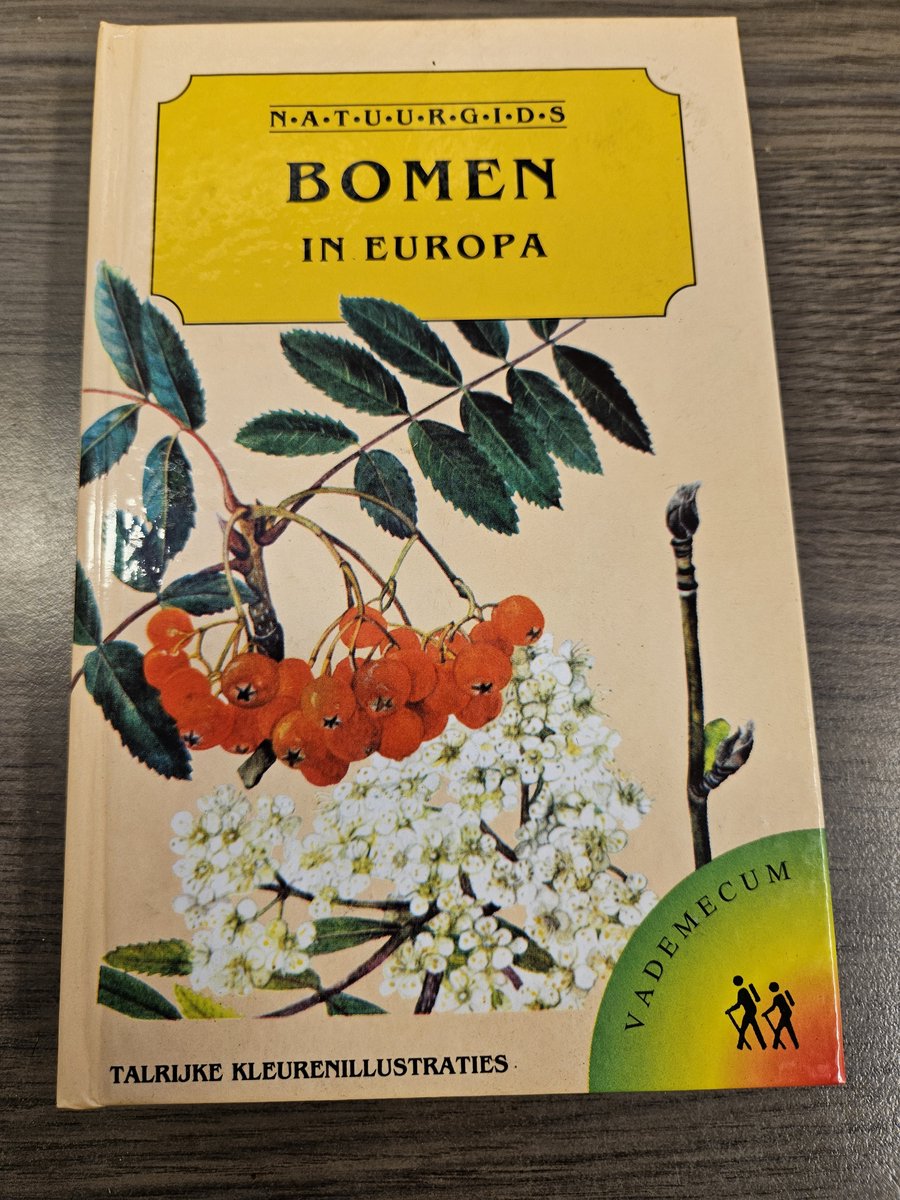 N•A•T•U•U•R•G•I•D•S
BOMEN
IN EUROPA
VADEMECUM
TALRIJKE KLEURENILLUSTRATIES